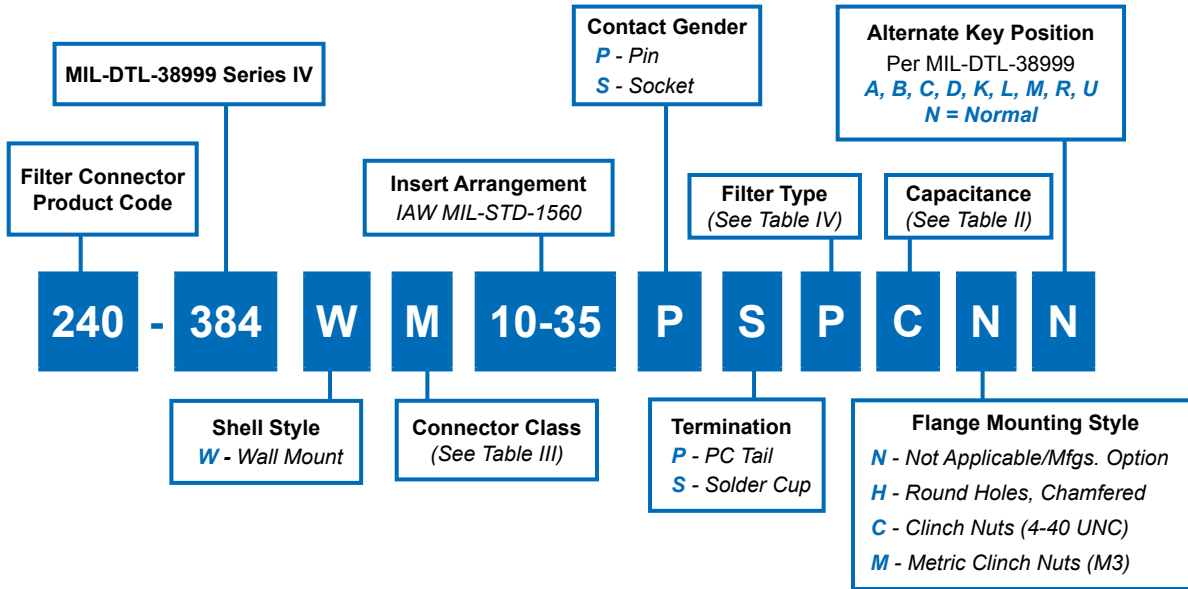 MIL-DTL-38999 Series IV
Contact Gender
P - Pin
S - Socket
Alternate Key Position
Per MIL-DTL-38999
A, B, C, D, K, L, M, R, U
N = Normal
Filter Connector
Product Code
Insert Arrangement
IAW MIL-STD-1560
Filter Type
(See Table IV)
Capacitance
(See Table II)
240 - 384 W M 10-35 P S P C N N
Shell Style
W - Wall Mount
Connector Class
(See Table III)
Termination
P - PC Tail
S - Solder Cup
Flange Mounting Style
N - Not Applicable/Mfgs. Option
H - Round Holes, Chamfered
C - Clinch Nuts (4-40 UNC)
M - Metric Clinch Nuts (M3)